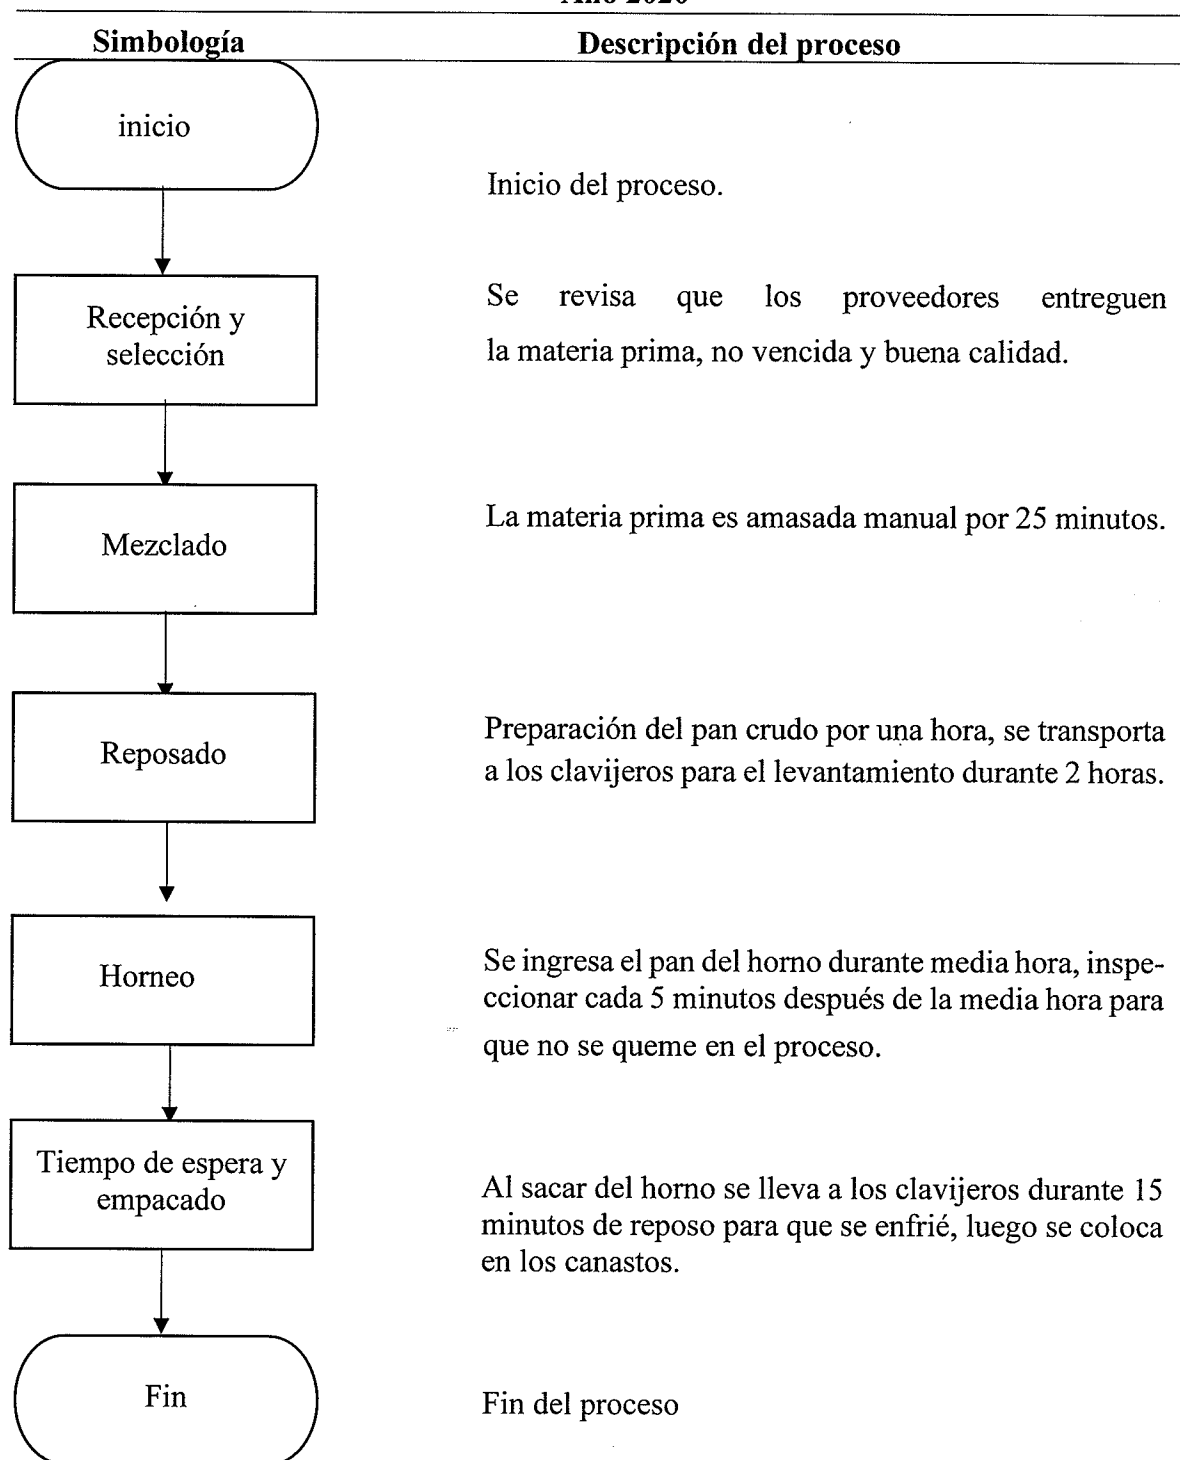 Año 2020
Simbología Descripción del proceso
inicio
Inicio del proceso.
Recepción y
selección
Se revisa que los proveedores entreguen
la materia prima, no vencida y buena calidad.
Mezclado
La materia prima es amasada manual por 25 minutos.
Reposado
Preparación del pan crudo por una hora, se transporta
a los clavijeros para el levantamiento durante 2 horas.
Horneo
Se ingresa el pan del horno durante media hora, inspe-
ccionar cada 5 minutos después de la media hora para
que no se queme en el proceso.
Tiempo de espera y
empacado
Al sacar del horno se lleva a los clavijeros durante 15
minutos de reposo para que se enfrié, luego se coloca
en los canastos.
Fin
Fin del proceso